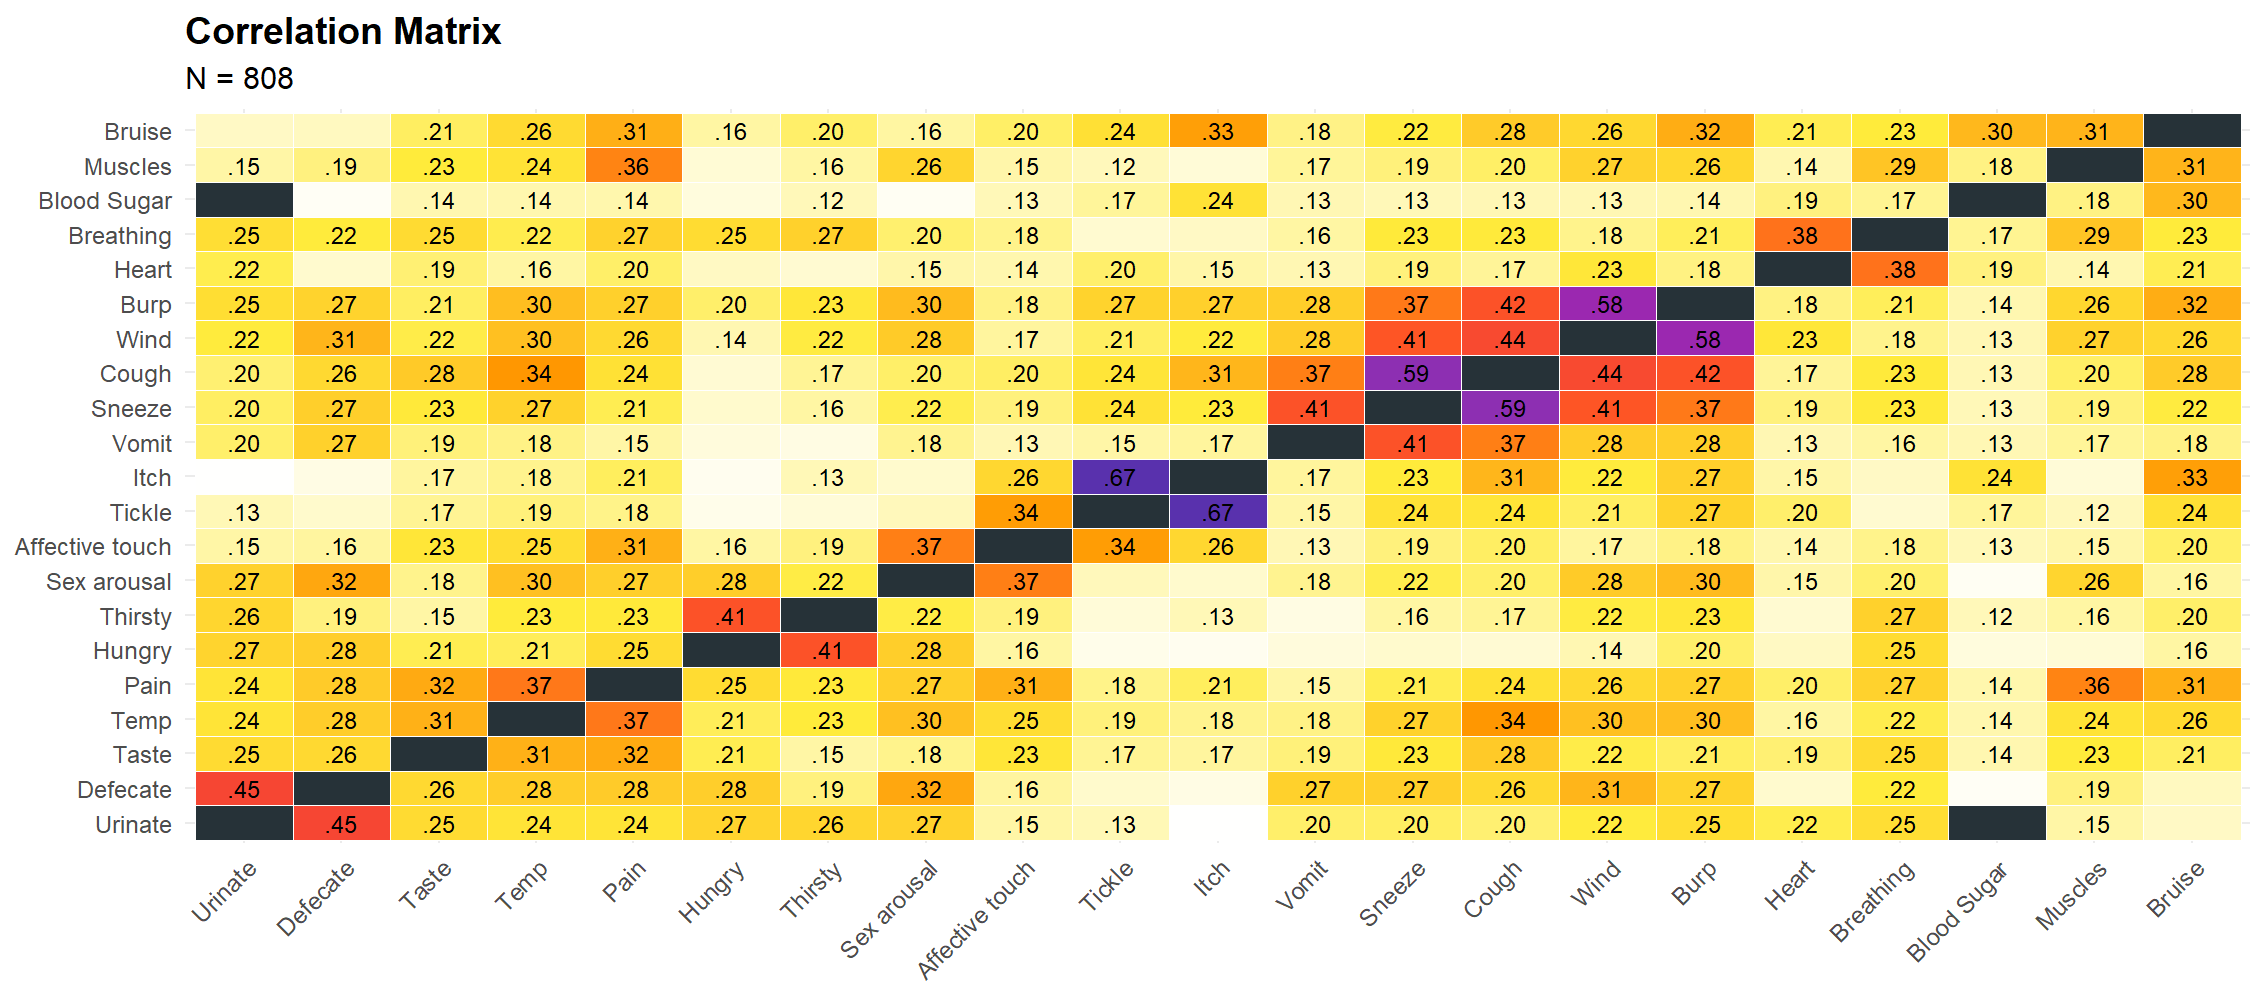 Correlation Matrix
N = 808
Bruise .21 .26 .31 .16 .20 .16 .20 .24 .33 .18 .22 .28 .26 .32 .21 .23 .30 .31
Muscles .15 .19 .23 .24 .36 .16 .26 .15 .12 .17 .19 .20 .27 .26 .14 .29 .18 .31
Blood Sugar .14 .14 .14 .12 .13 .17 .24 .13 .13 .13 .13 .14 .19 .17 .18 .30
Breathing .25 .22 .25 .22 .27 .25 .27 .20 .18 .16 .23 .23 .18 .21 .38 .17 .29 .23
Heart .22 .19 .16 .20 .15 .14 .20 .15 .13 .19 .17 .23 .18 .38 .19 .14 .21
Burp .25 .27 .21 .30 .27 .20 .23 .30 .18 .27 .27 .28 .37 .42 .58 .18 .21 .14 .26 .32
Wind .22 .31 .22 .30 .26 .14 .22 .28 .17 .21 .22 .28 .41 .44 .58 .23 .18 .13 .27 .26
Cough .20 .26 .28 .34 .24 .17 .20 .20 .24 .31 .37 .59 .44 .42 .17 .23 .13 .20 .28
Sneeze .20 .27 .23 .27 .21 .16 .22 .19 .24 .23 .41 .59 .41 .37 .19 .23 .13 .19 .22
Vomit .20 .27 .19 .18 .15 .18 .13 .15 .17 .41 .37 .28 .28 .13 .16 .13 .17 .18
Itch .17 .18 .21 .13 .26 .67 .17 .23 .31 .22 .27 .15 .24 .33
Tickle .13 .17 .19 .18 .34 .67 .15 .24 .24 .21 .27 .20 .17 .12 .24
Affective touch .15 .16 .23 .25 .31 .16 .19 .37 .34 .26 .13 .19 .20 .17 .18 .14 .18 .13 .15 .20
Sex arousal .27 .32 .18 .30 .27 .28 .22 .37 .18 .22 .20 .28 .30 .15 .20 .26 .16
Thirsty .26 .19 .15 .23 .23 .41 .22 .19 .13 .16 .17 .22 .23 .27 .12 .16 .20
Hungry .27 .28 .21 .21 .25 .41 .28 .16 .14 .20 .25 .16
Pain .24 .28 .32 .37 .25 .23 .27 .31 .18 .21 .15 .21 .24 .26 .27 .20 .27 .14 .36 .31
Temp .24 .28 .31 .37 .21 .23 .30 .25 .19 .18 .18 .27 .34 .30 .30 .16 .22 .14 .24 .26
Taste .25 .26 .31 .32 .21 .15 .18 .23 .17 .17 .19 .23 .28 .22 .21 .19 .25 .14 .23 .21
Defecate .45 .26 .28 .28 .28 .19 .32 .16 .27 .27 .26 .31 .27 .22 .19
Urinate .45 .25 .24 .24 .27 .26 .27 .15 .13 .20 .20 .20 .22 .25 .22 .25 .15
Urinate Defecate Taste Temp Pain Hungry Thirsty Sex arousal Affective touch Tickle Itch Vomit Sneeze Cough Wind Burp Heart Breathing Blood Sugar Muscles Bruise